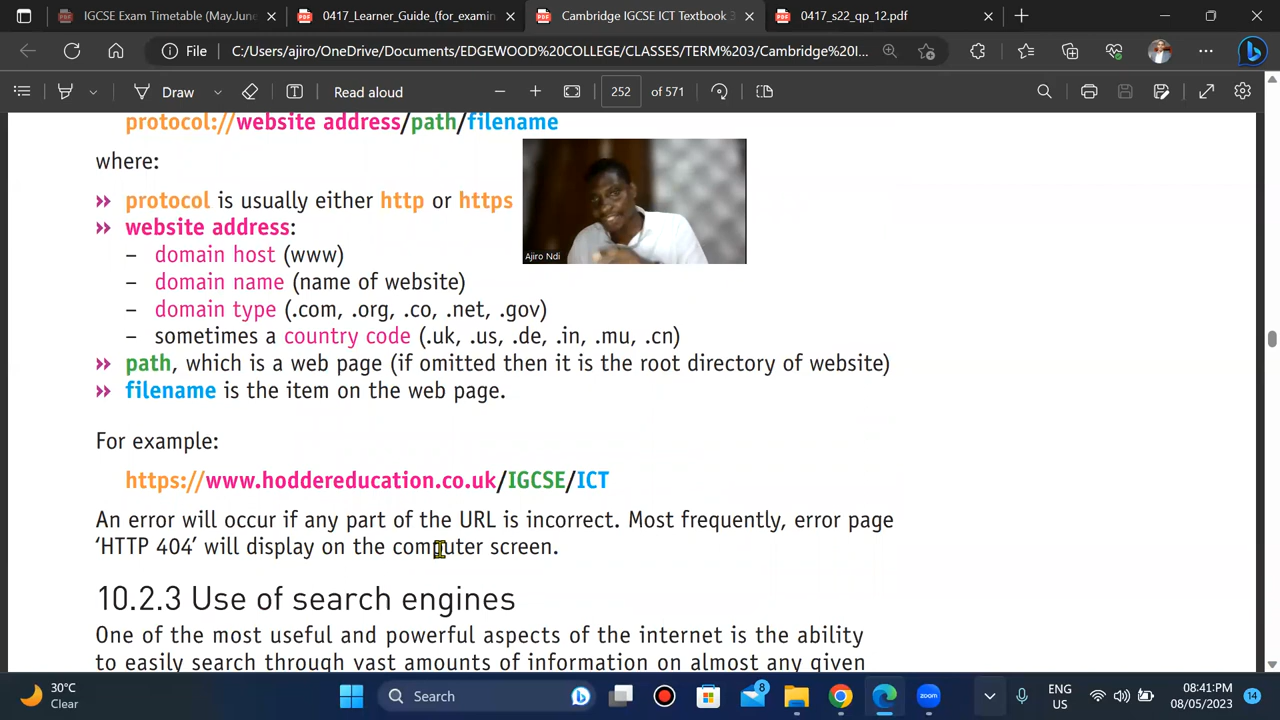 IGCSE Exam Timetable (May/June
0417_Learner_Guide_(for_examin
Cambridge IGCSE ICT Textbook 3
0417_s22_qp_12.pdf
File
C:/Users/ajiro/OneDrive/Documents/EDGEWOOD%20COLLEGE/CLASSES/TERM%203/Cambridge%20I...
Draw
Read aloud
252
of 571
protocol://website address/path/filename
where:
» protocol is usually either http or https
» website address:
– domain host (www)
– domain name (name of website)
– domain type (.com, .org, .co, .net, .gov)
– sometimes a country code (.uk, .us, .de, .in, .mu, .cn)
» path, which is a web page (if omitted then it is the root directory of website)
» filename is the item on the web page.
Ajiro Ndi
For example:
https://www.hoddereducation.co.uk/IGCSE/ICT
An error will occur if any part of the URL is incorrect. Most frequently, error page
‘HTTP 404’ will display on the computer screen.
10.2.3 Use of search engines
One of the most useful and powerful aspects of the internet is the ability
to easily search through vast amounts of information on almost any given
30°C
Clear
Search
zoom
8
ENG
US
08:41:PM
08/05/2023
14